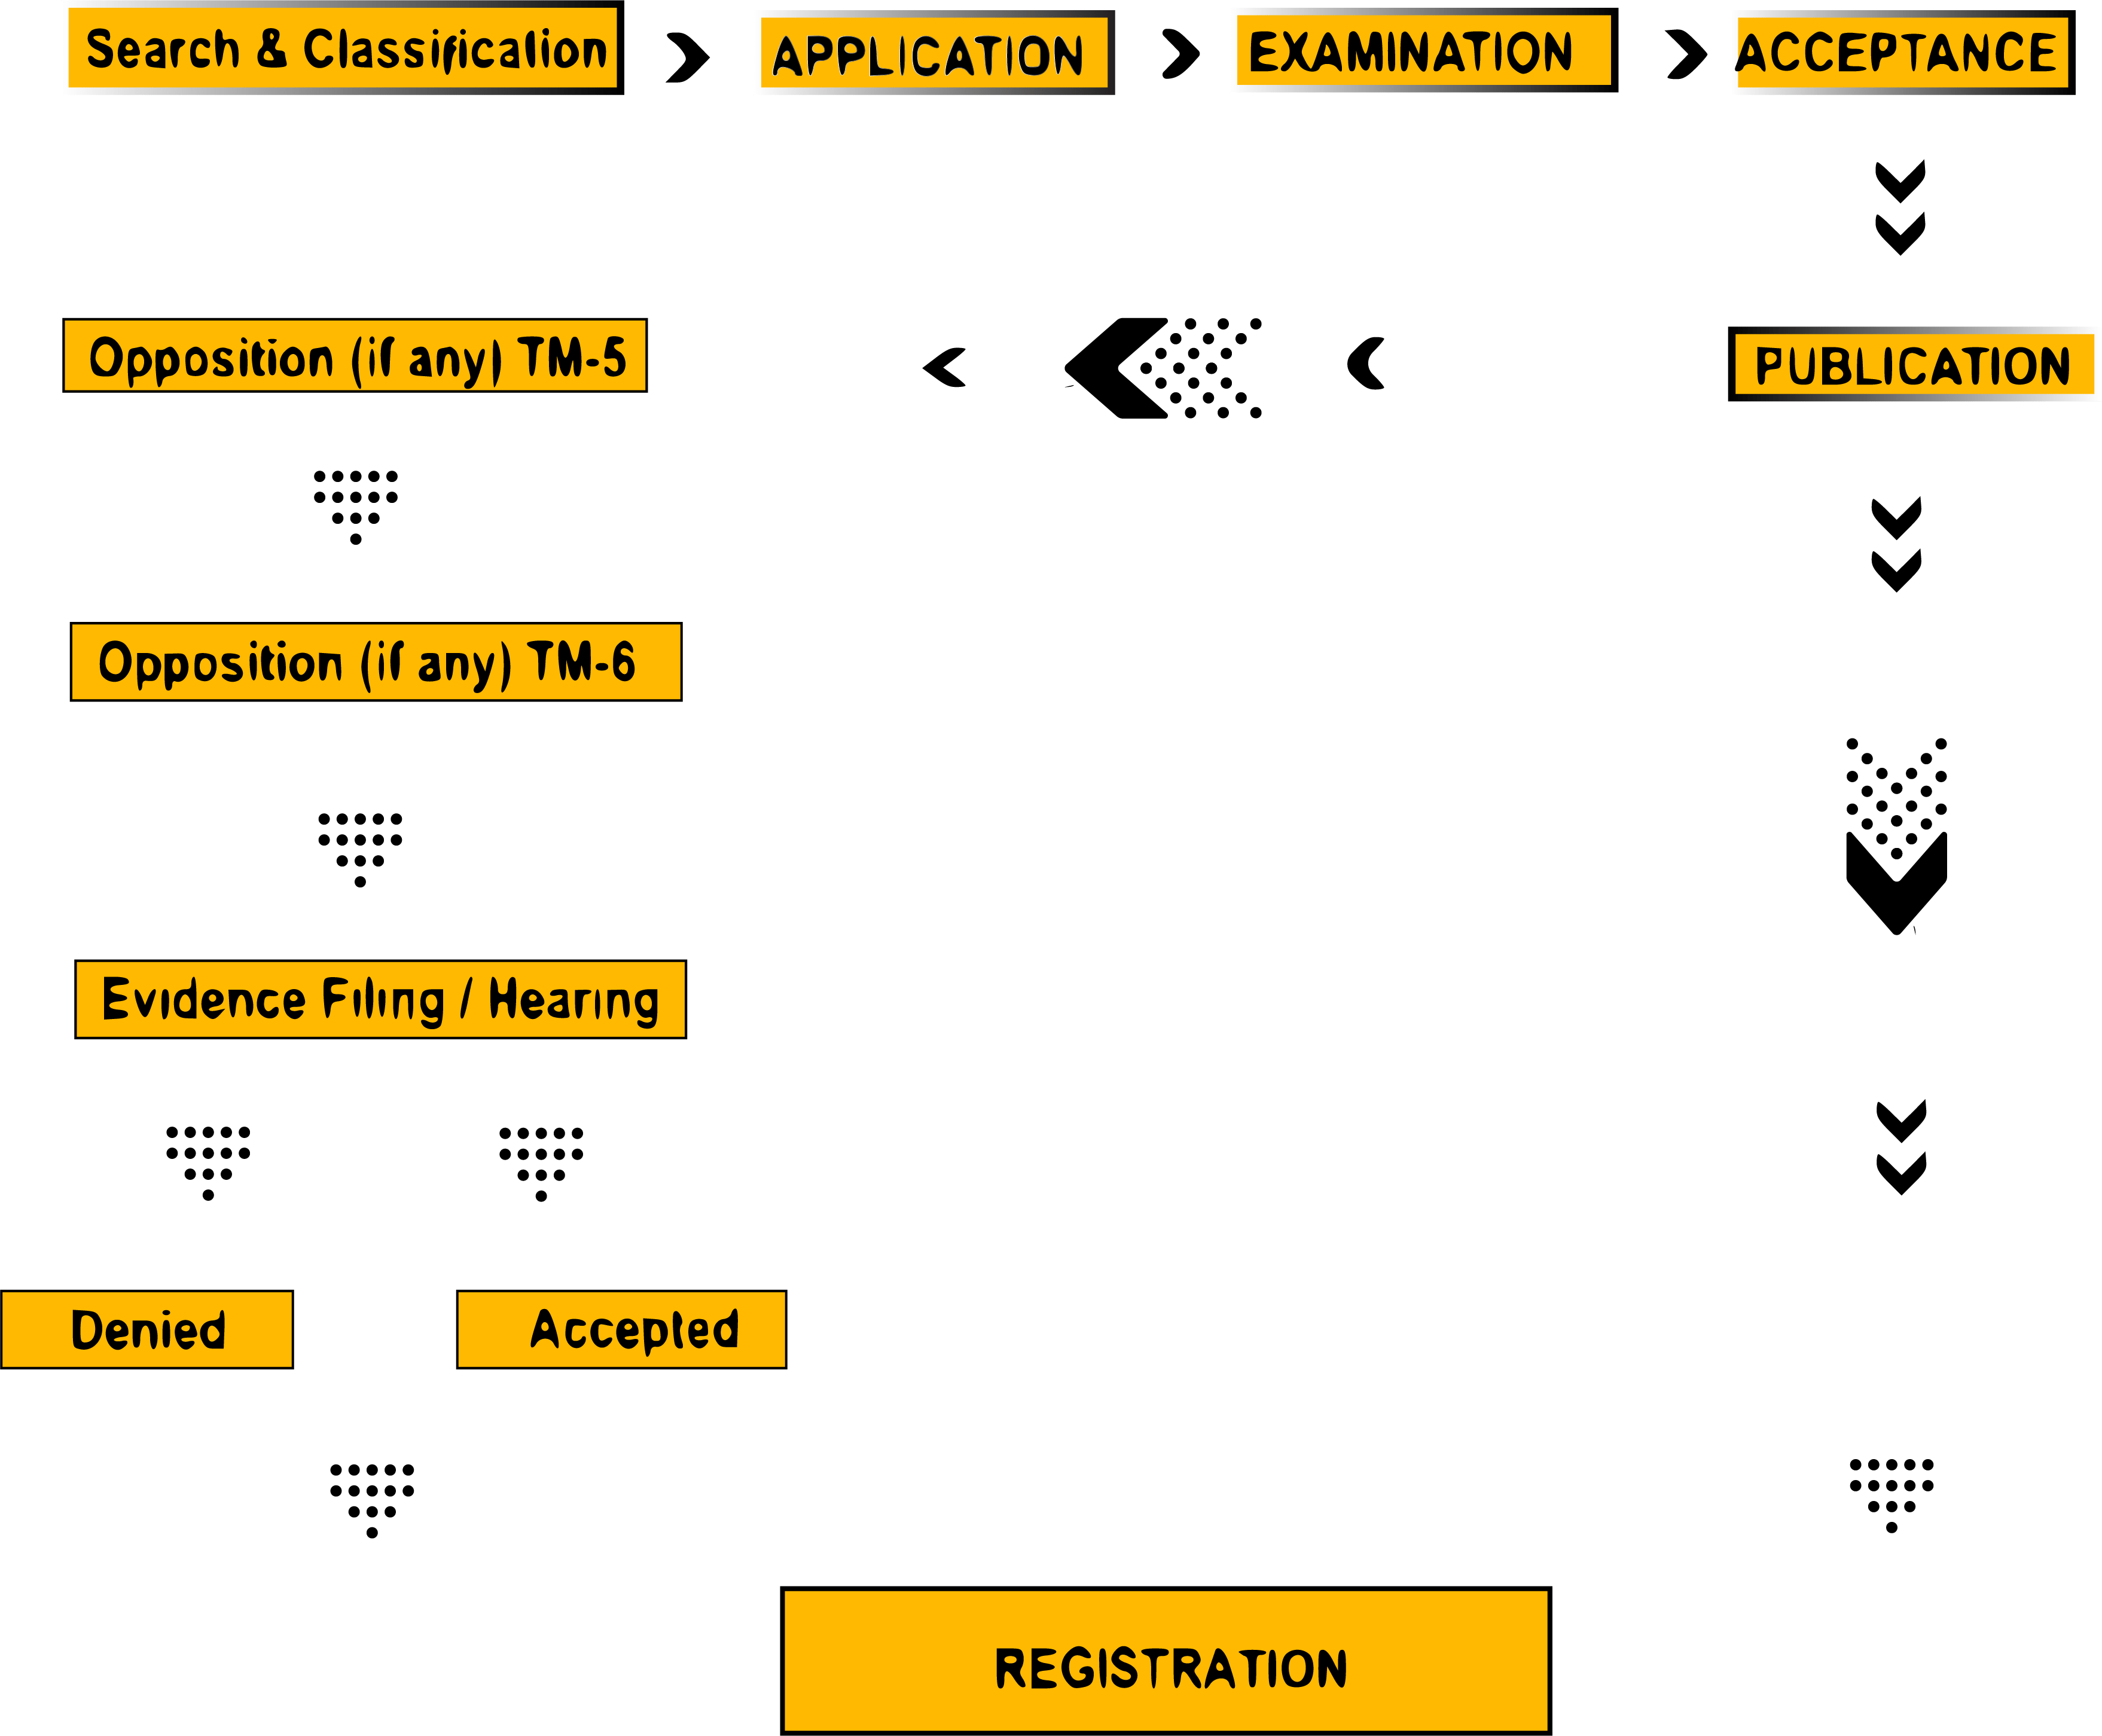 Search & Classification
APPLICATION
EXAMINATION
ACCEPTANCE
Opposition (if any) TM-5
PUBLICATION
Opposition (if any) TM-6
Evidence Filing / Hearing
Denied
Accepted
REGISTRATION